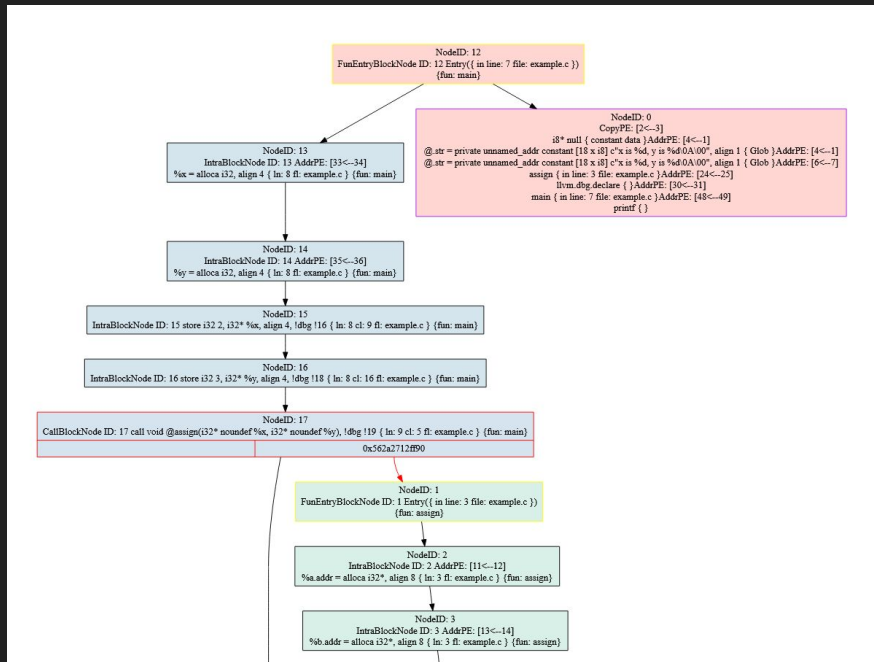 NodeID: 12
FunEntryBlockNode ID: 12 Entry({ in line: 7 file: example.c })
{fun: main}
NodeID: 0
CopyPE: [2<--3]
i8* null { constant data }AddrPE: [4<--1]
@.str = private unnamed_addr constant [18 x i8] c"x is %d, y is %d\0A\00", align 1 { Glob }AddrPE: [4<--1]
@.str = private unnamed_addr constant [18 x i8] c"x is %d, y is %d\0A\00", align 1 { Glob }AddrPE: [6<--7]
assign { in line: 3 file: example.c }AddrPE: [24<--25]
llvm.dbg.declare { }AddrPE: [30<--31]
main { in line: 7 file: example.c }AddrPE: [48<--49]
printf { }
NodeID: 13
IntraBlockNode ID: 13 AddrPE: [33<--34]
%x = alloca i32, align 4 { ln: 8 fl: example.c } {fun: main}
NodeID: 14
IntraBlockNode ID: 14 AddrPE: [35<--36]
%y = alloca i32, align 4 { ln: 8 fl: example.c } {fun: main}
NodeID: 15
IntraBlockNode ID: 15 store i32 2, i32* %x, align 4, !dbg !16 { ln: 8 cl: 9 fl: example.c } {fun: main}
NodeID: 16
IntraBlockNode ID: 16 store i32 3, i32* %y, align 4, !dbg !18 { ln: 8 cl: 16 fl: example.c } {fun: main}
NodeID: 17
CallBlockNode ID: 17 call void @assign(i32* noundef %x, i32* noundef %y), !dbg !19 { ln: 9 cl: 5 fl: example.c } {fun: main}
0x562a2712ff90
NodeID: 1
FunEntryBlockNode ID: 1 Entry({ in line: 3 file: example.c })
{fun: assign}
NodeID: 2
IntraBlockNode ID: 2 AddrPE: [11<--12]
%a.addr = alloca i32*, align 8 { ln: 3 fl: example.c } {fun: assign}
NodeID: 3
IntraBlockNode ID: 3 AddrPE: [13<--14]
%b.addr = alloca i32*, align 8 { ln: 3 fl: example.c } {fun: assign}